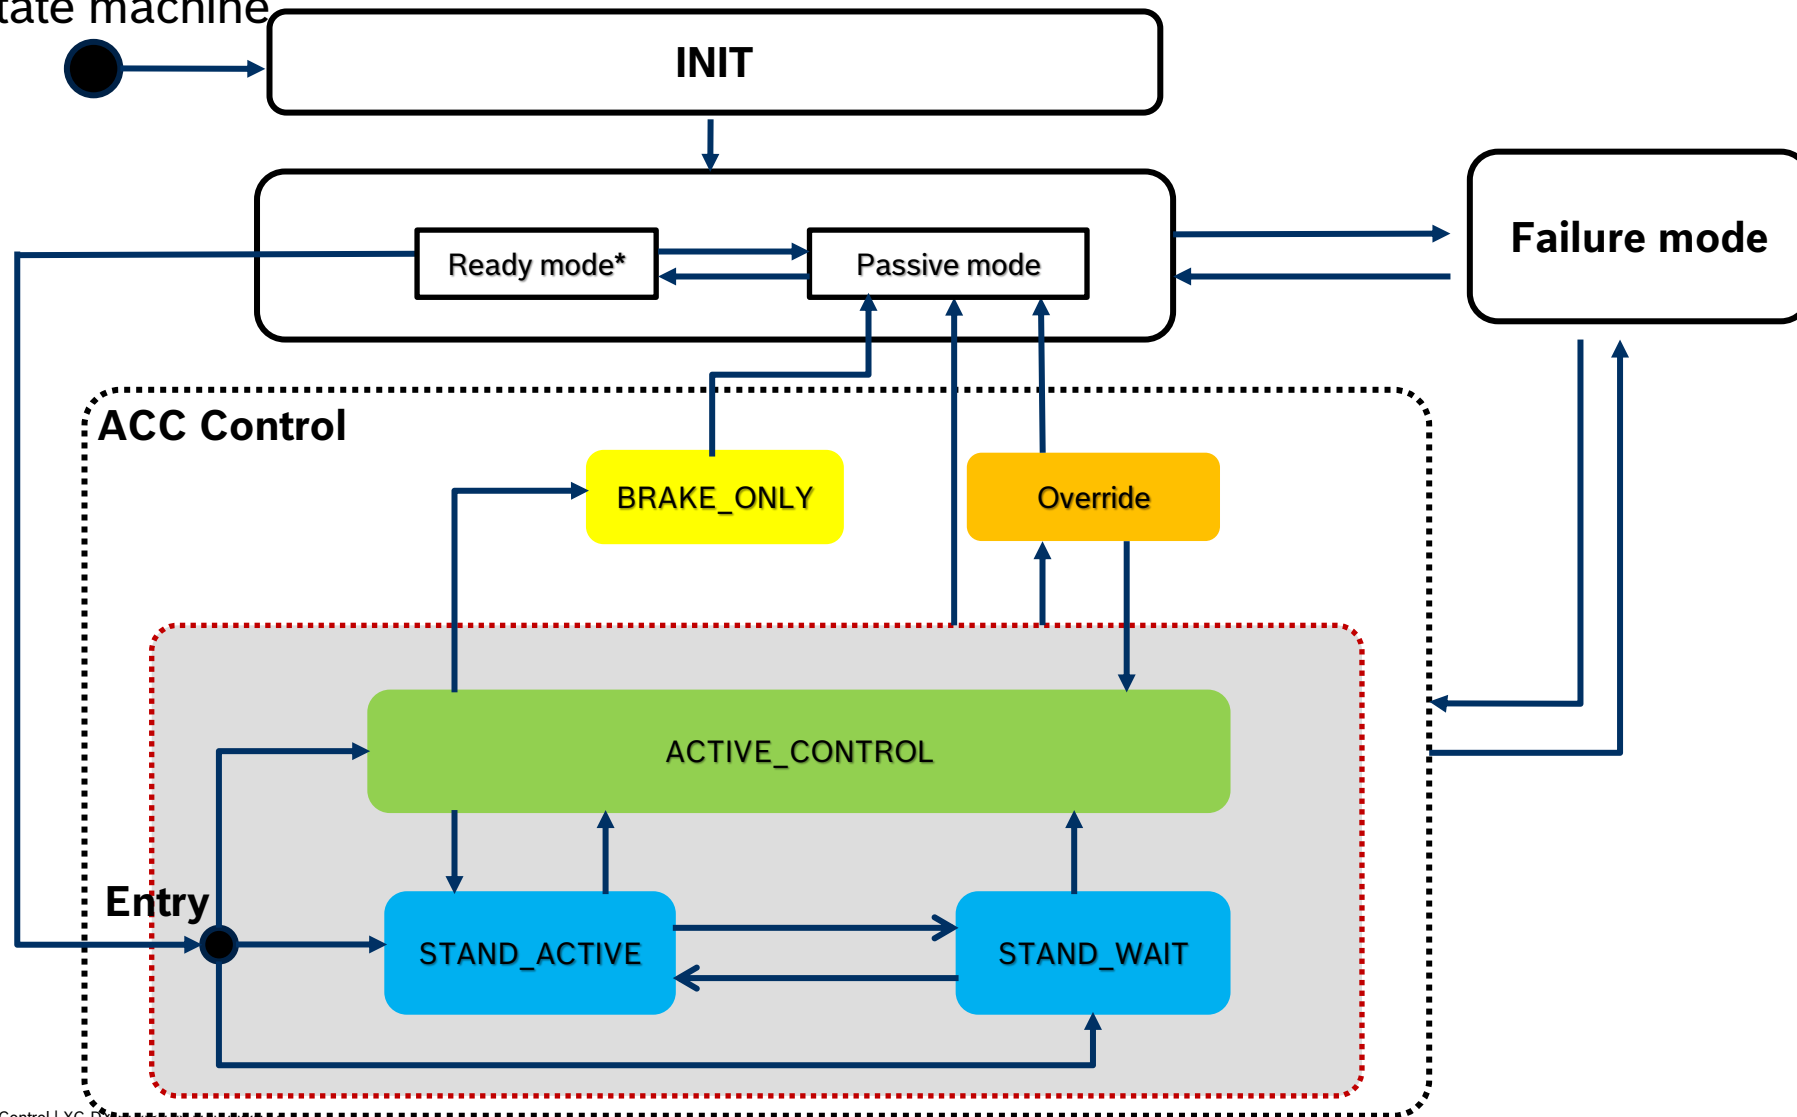 tate machine
INIT
Failure mode
Ready mode*
Passive mode
ACC Control
BRAKE_ONLY
Override
ACTIVE_CONTROL
Entry
STAND_ACTIVE
STAND_WAIT